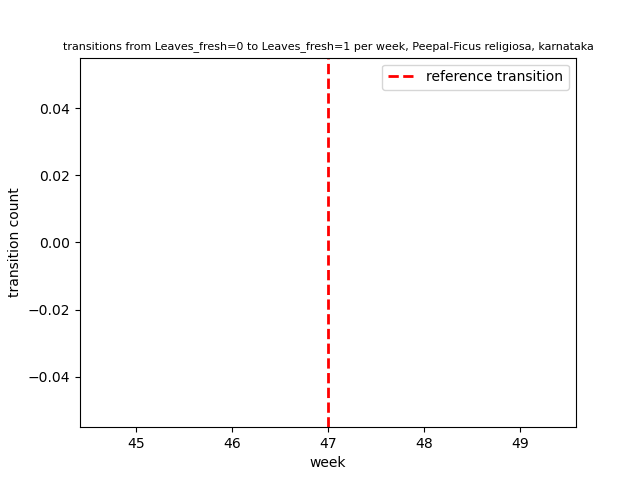 transitions from Leaves_fresh=0 to Leaves_fresh=1 per week, Peepal-Ficus religiosa, karnataka
reference transition
0.04
0.02
0.00
−0.02
−0.04
transition count
45 46 47 48 49
week